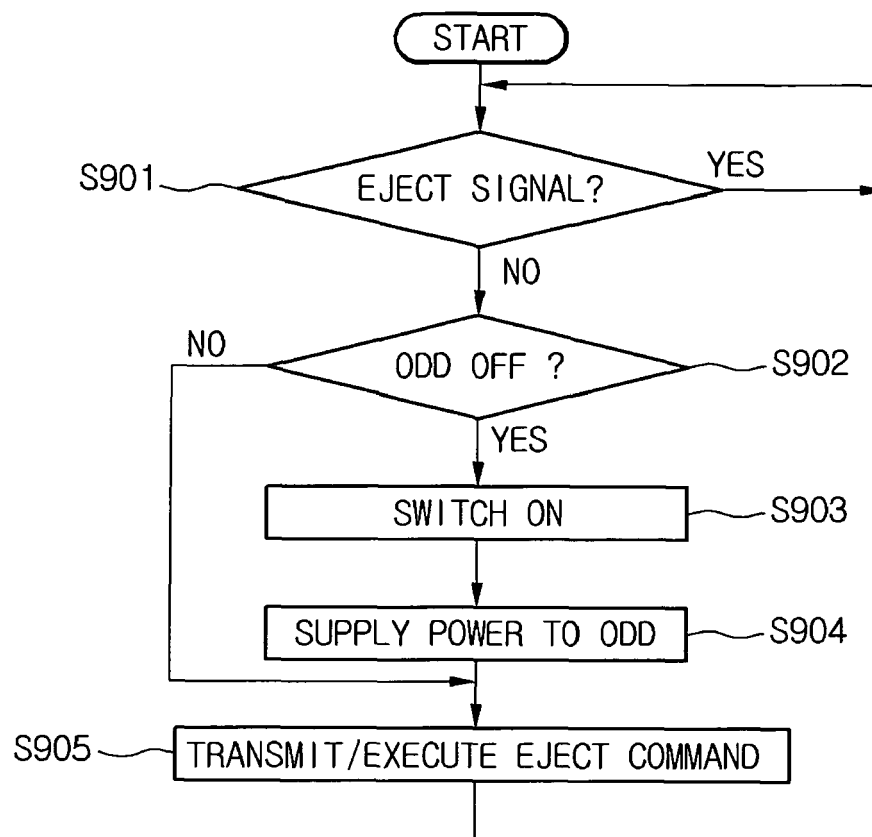 START
S901
EJECT SIGNAL?
YES
NO
NO
ODD OFF ?
S902
YES
SWITCH ON
S903
SUPPLY POWER TO ODD
S904
S905
TRANSMIT/EXECUTE EJECT COMMAND